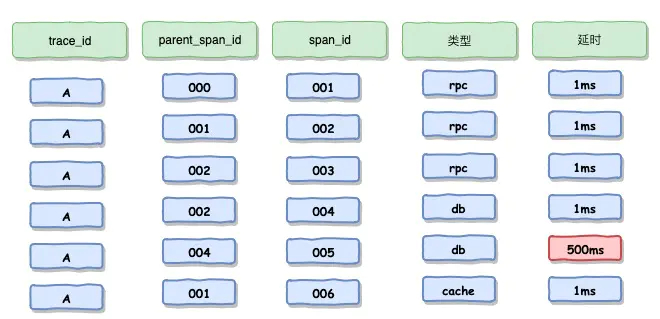 trace_id parent_span_id span_id 类型 延时
A 000 001 rpc 1ms
A 001 002 rpc 1ms
A 002 003 rpc 1ms
A 002 004 db 1ms
A 004 005 db 500ms
A 001 006 cache 1ms